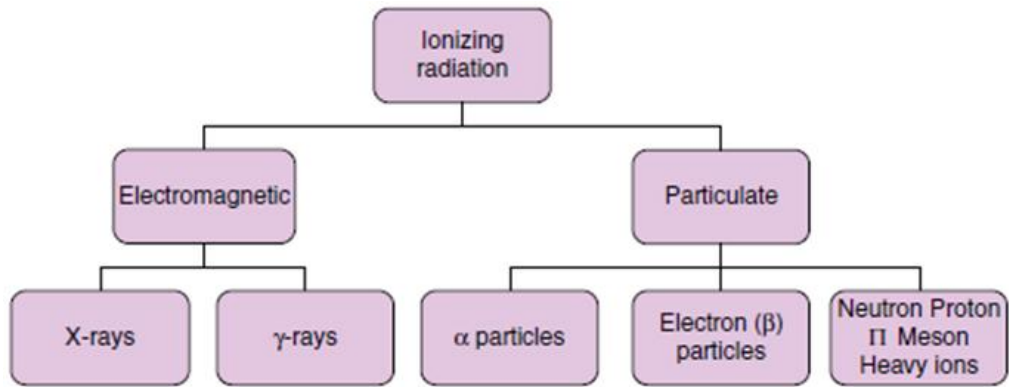 Ionizing
radiation
Electromagnetic
Particulate
X-rays
γ-rays
α particles
Electron (β)
particles
Neutron Proton
Π Meson
Heavy ions